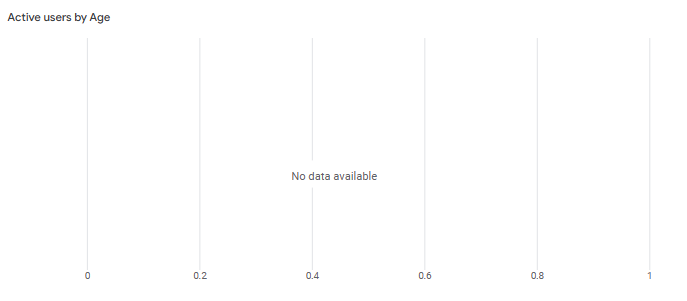 Active users by Age
No data available
0 0.2 0.4 0.6 0.8 1